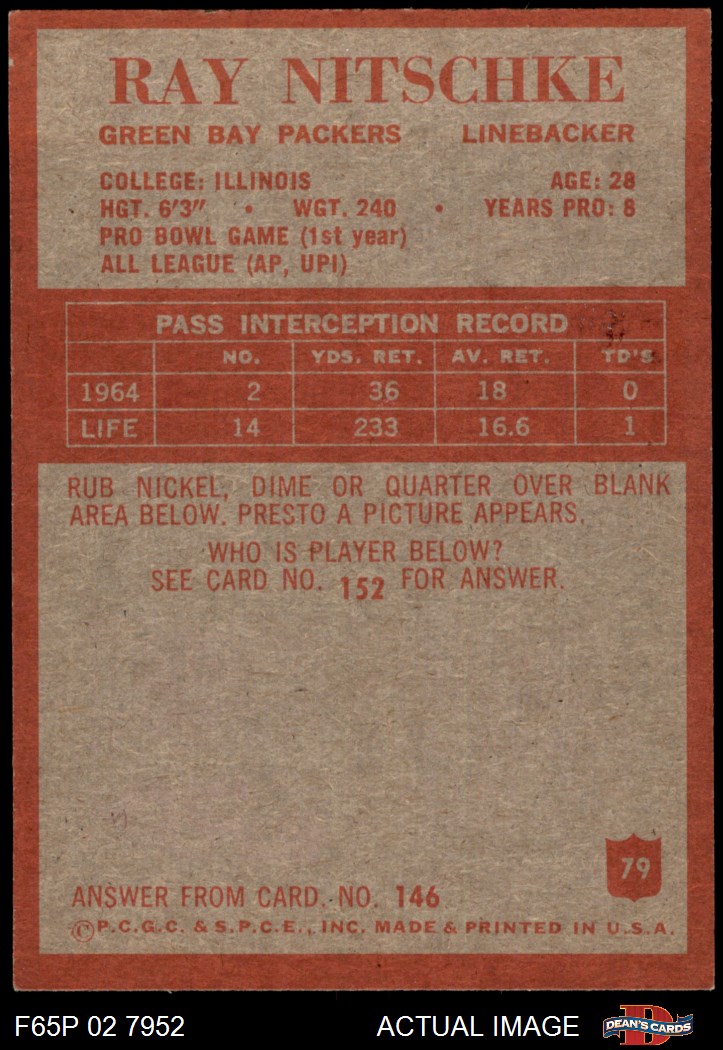 RAY NITSCHKE
GREEN BAY PACKERS LINEBACKER
COLLEGE: ILLINOIS AGE: 28
HGT. 6'3" • WGT. 240 • YEARS PRO: 8
PRO BOWL GAME (1st year)
ALL LEAGUE (AP, UPI)
PASS INTERCEPTION RECORD
NO. YDS. RET. AV. RET. TD'S
1964 2 36 18 0
LIFE 14 233 16.6 1
RUB NICKEL, DIME OR QUARTER OVER BLANK
AREA BELOW. PRESTO A PICTURE APPEARS.
WHO IS PLAYER BELOW?
SEE CARD NO. 152 FOR ANSWER.
79
ANSWER FROM CARD. NO. 146
©P.C.G.C. & S.P.C.E., INC. MADE & PRINTED IN U.S.A.
F65P 02 7952 ACTUAL IMAGE D DEAN'S CARDS